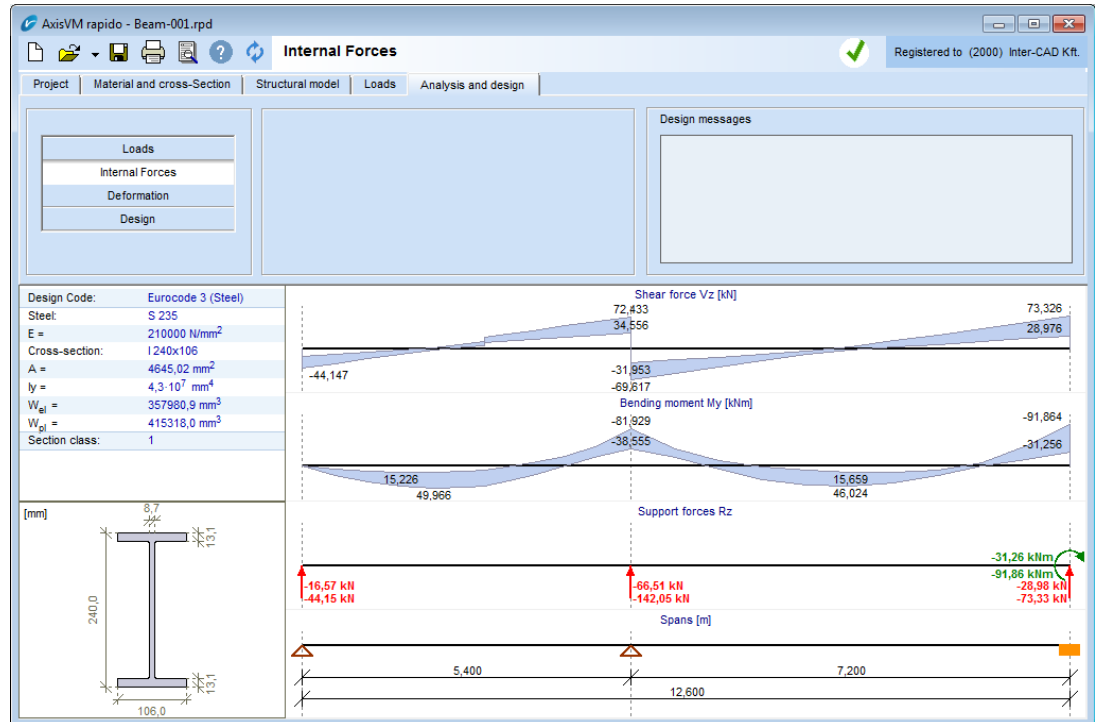 AxisVM rapido - Beam-001.rpd
Internal Forces
Registered to (2000) Inter-CAD Kft.
Project
Material and cross-Section
Structural model
Loads
Analysis and design
Loads
Internal Forces
Deformation
Design
Design messages
Design Code: Eurocode 3 (Steel)
Steel: S 235
E = 210000 N/mm²
Cross-section: I 240x106
A = 4645,02 mm²
Iy = 4,3·10⁷ mm⁴
Wel = 357980,9 mm³
Wpl = 415318,0 mm³
Section class: 1
[mm]
8,7
13,1
240,0
13,1
106,0
Shear force Vz [kN]
72,433
73,326
34,556
28,976
-44,147
-31,953
-69,617
Bending moment My [kNm]
-81,929
-91,864
-38,555
-31,256
15,226
15,659
49,966
46,024
Support forces Rz
-31,26 kNm
-91,86 kNm
-16,57 kN
-66,51 kN
-28,98 kN
-44,15 kN
-142,05 kN
-73,33 kN
Spans [m]
5,400
7,200
12,600